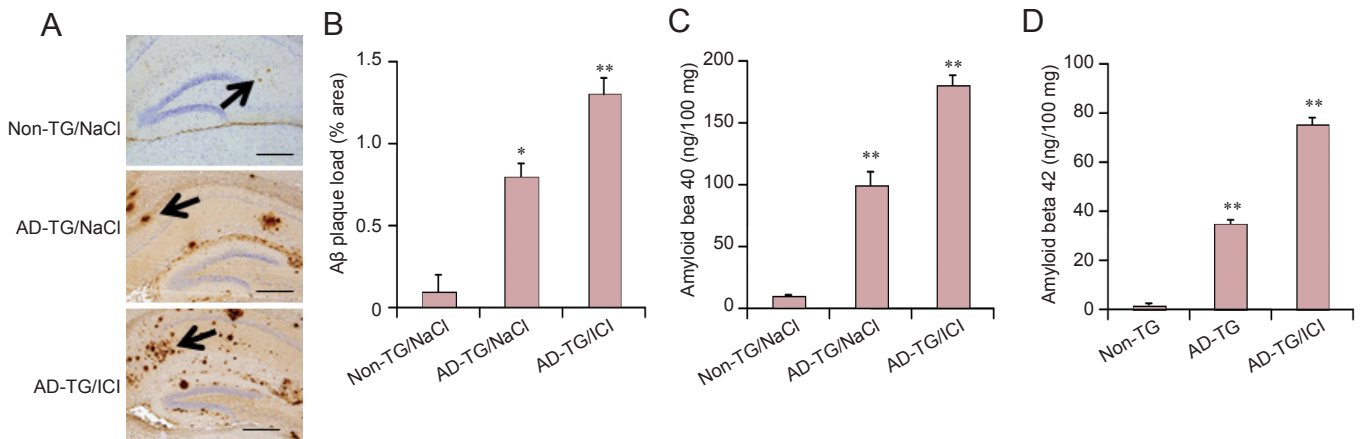 A
Non-TG/NaCl
AD-TG/NaCl
AD-TG/ICI
B
Aβ plaque load (% area)
1.5
1.0
0.5
0
*
**
Non-TG/NaCl
AD-TG/NaCl
AD-TG/ICI
C
Amyloid bea 40 (ng/100 mg)
200
150
100
50
0
**
**
Non-TG/NaCl
AD-TG/NaCl
AD-TG/ICI
D
Amyloid beta 42 (ng/100 mg)
100
80
60
40
20
0
**
**
Non-TG
AD-TG
AD-TG/ICI